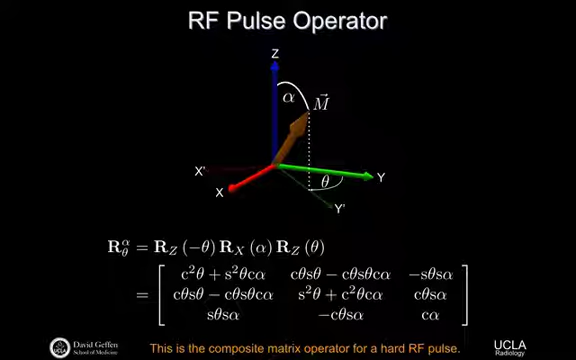 RF Pulse Operator
Z
α
M⃗
X'
X
θ
Y
Y'
R_θ^α = R_Z (−θ) R_X (α) R_Z (θ)
= [ c²θ + s²θcα   cθsθ − cθsθcα   −sθsα
cθsθ − cθsθcα   s²θ + c²θcα   cθsα
sθsα   −cθsα   cα ]
David Geffen
School of Medicine
This is the composite matrix operator for a hard RF pulse.
UCLA
Radiology